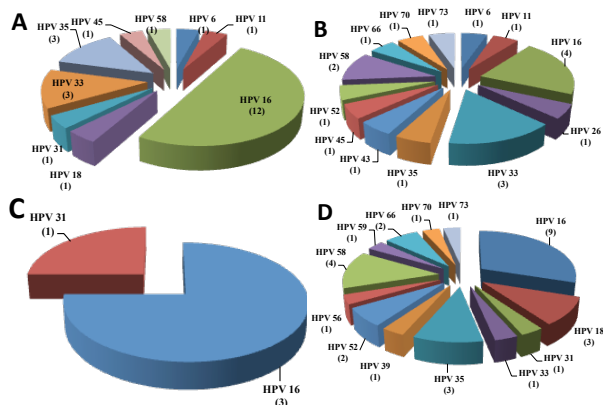 A
HPV 6
(1)
HPV 11
(1)
HPV 16
(12)
HPV 18
(1)
HPV 31
(1)
HPV 33
(3)
HPV 35
(3)
HPV 45
(1)
HPV 58
(1)
B
HPV 6
(1)
HPV 11
(1)
HPV 16
(4)
HPV 26
(1)
HPV 33
(3)
HPV 35
(1)
HPV 43
(1)
HPV 45
(1)
HPV 52
(1)
HPV 58
(2)
HPV 66
(1)
HPV 70
(1)
HPV 73
(1)
C
HPV 31
(1)
HPV 16
(3)
D
HPV 16
(9)
HPV 18
(3)
HPV 31
(1)
HPV 33
(1)
HPV 35
(3)
HPV 39
(1)
HPV 52
(2)
HPV 56
(1)
HPV 58
(4)
HPV 59
(1)
HPV 66
(2)
HPV 70
(1)
HPV 73
(1)